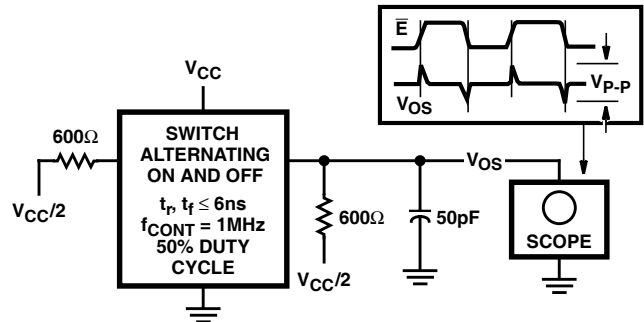 E̅
V_OS
V_P-P
V_CC
600Ω
V_CC/2
SWITCH
ALTERNATING
ON AND OFF
t_r, t_f ≤ 6ns
f_CONT = 1MHz
50% DUTY
CYCLE
V_OS
600Ω
50pF
V_CC/2
SCOPE